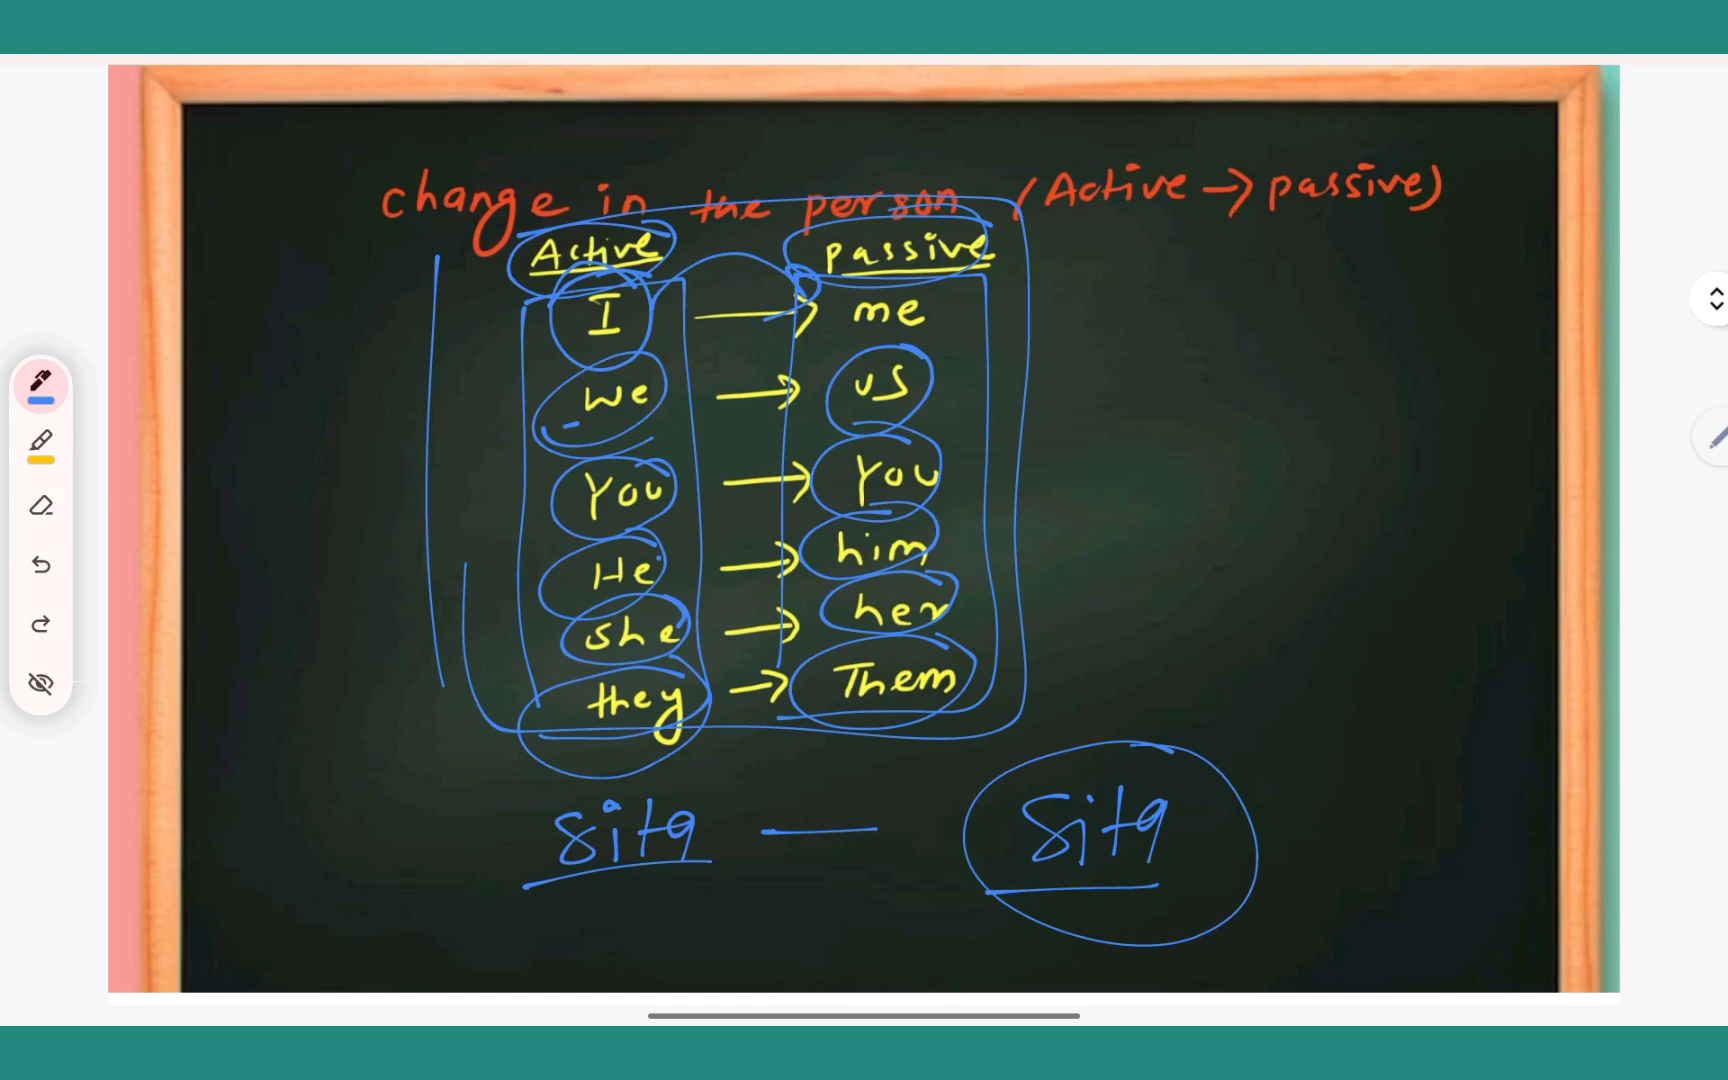 change in the person (Active → passive)
Active passive
I → me
we → us
You → You
He → him
she → her
they → Them
sita — sita